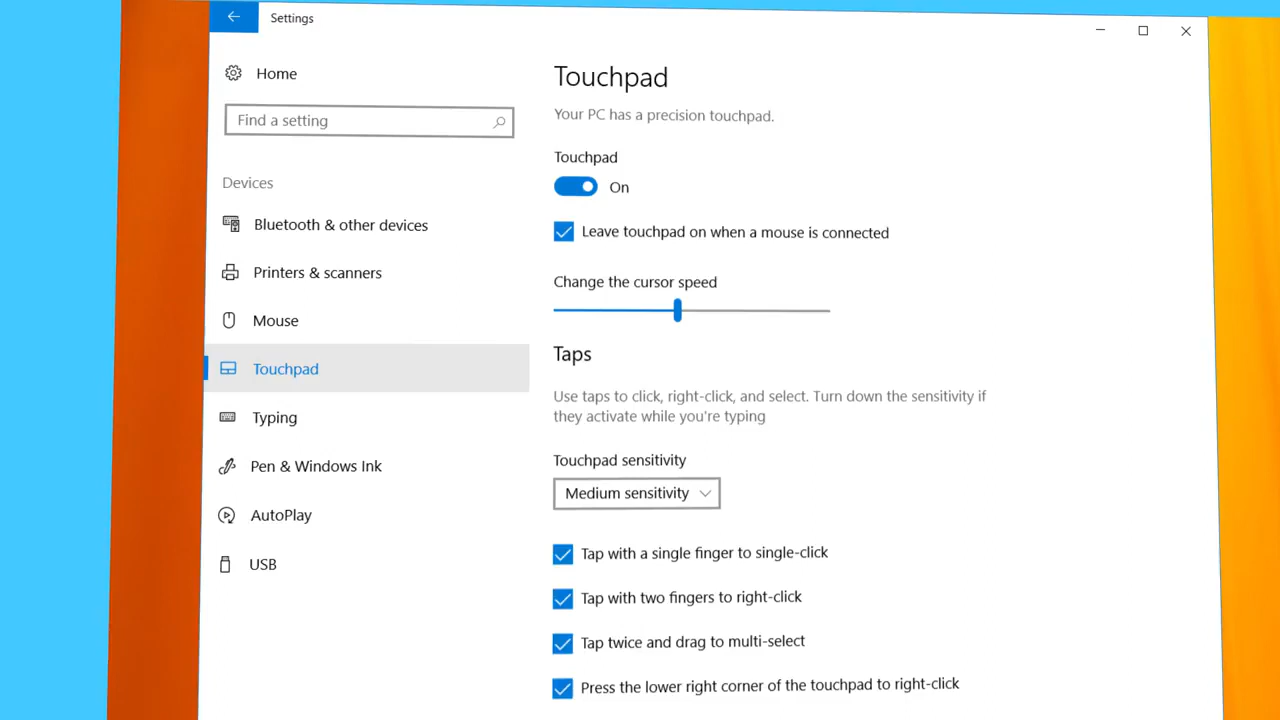 Settings
Home
Find a setting
Devices
Bluetooth & other devices
Printers & scanners
Mouse
Touchpad
Typing
Pen & Windows Ink
AutoPlay
USB
Touchpad
Your PC has a precision touchpad.
Touchpad
On
Leave touchpad on when a mouse is connected
Change the cursor speed
Taps
Use taps to click, right-click, and select. Turn down the sensitivity if
they activate while you're typing
Touchpad sensitivity
Medium sensitivity
Tap with a single finger to single-click
Tap with two fingers to right-click
Tap twice and drag to multi-select
Press the lower right corner of the touchpad to right-click